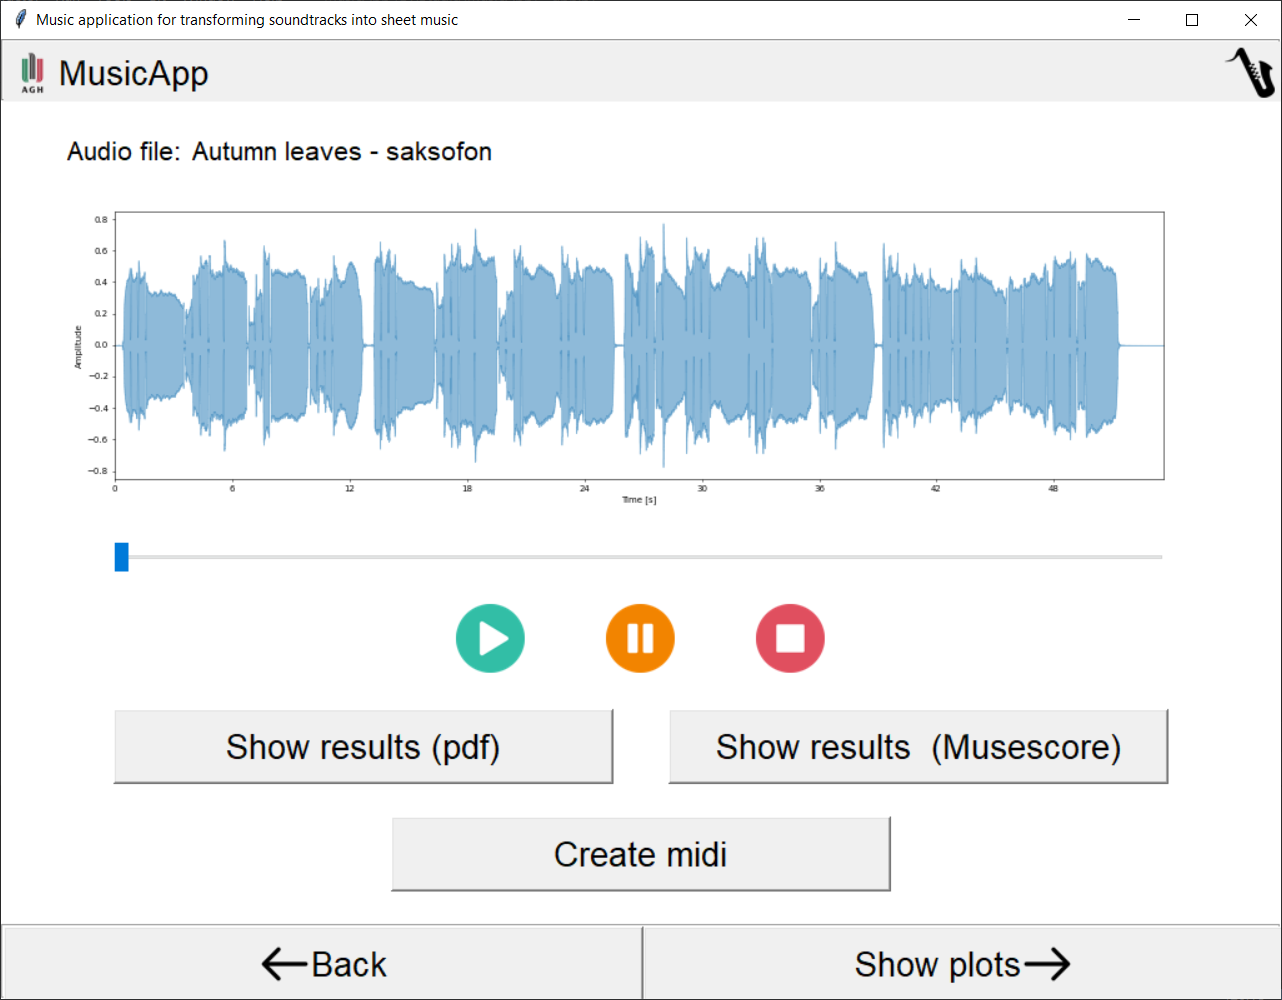 Music application for transforming soundtracks into sheet music
AGH
MusicApp
Audio file: Autumn leaves - saksofon
0.8
0.6
0.4
0.2
0.0
−0.2
−0.4
−0.6
−0.8
Amplitude
0 6 12 18 24 30 36 42 48
Time [s]
Show results (pdf)
Show results (Musescore)
Create midi
Back
Show plots